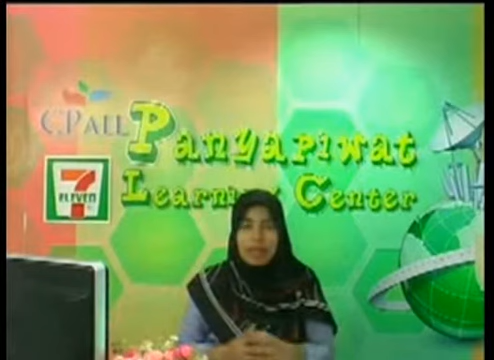 CPALL
Panyapiwat
7
ELEVEN
Learning Center